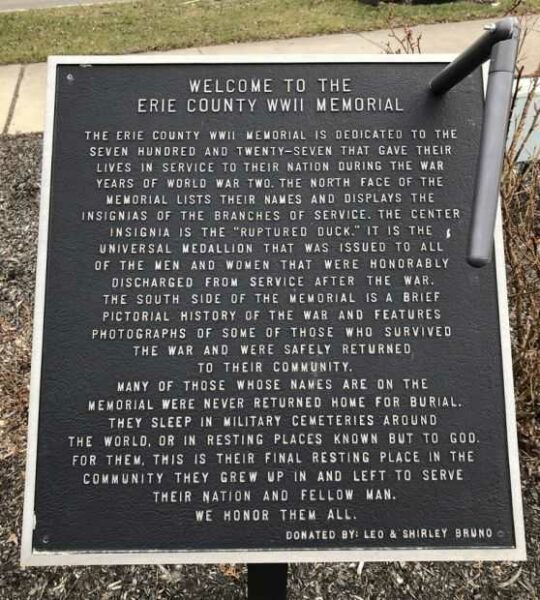 WELCOME TO THE
ERIE COUNTY WWII MEMORIAL
THE ERIE COUNTY WWII MEMORIAL IS DEDICATED TO THE
SEVEN HUNDRED AND TWENTY-SEVEN THAT GAVE THEIR
LIVES IN SERVICE TO THEIR NATION DURING THE WAR
YEARS OF WORLD WAR TWO. THE NORTH FACE OF THE
MEMORIAL LISTS THEIR NAMES AND DISPLAYS THE
INSIGNIAS OF THE BRANCHES OF SERVICE. THE CENTER
INSIGNIA IS THE "RUPTURED DUCK." IT IS THE
UNIVERSAL MEDALLION THAT WAS ISSUED TO ALL
OF THE MEN AND WOMEN THAT WERE HONORABLY
DISCHARGED FROM SERVICE AFTER THE WAR.
THE SOUTH SIDE OF THE MEMORIAL IS A BRIEF
PICTORIAL HISTORY OF THE WAR AND FEATURES
PHOTOGRAPHS OF SOME OF THOSE WHO SURVIVED
THE WAR AND WERE SAFELY RETURNED
TO THEIR COMMUNITY.
MANY OF THOSE WHOSE NAMES ARE ON THE
MEMORIAL WERE NEVER RETURNED HOME FOR BURIAL.
THEY SLEEP IN MILITARY CEMETERIES AROUND
THE WORLD, OR IN RESTING PLACES KNOWN BUT TO GOD.
FOR THEM, THIS IS THEIR FINAL RESTING PLACE IN THE
COMMUNITY THEY GREW UP IN AND LEFT TO SERVE
THEIR NATION AND FELLOW MAN.
WE HONOR THEM ALL.
DONATED BY: LEO & SHIRLEY BRUNO